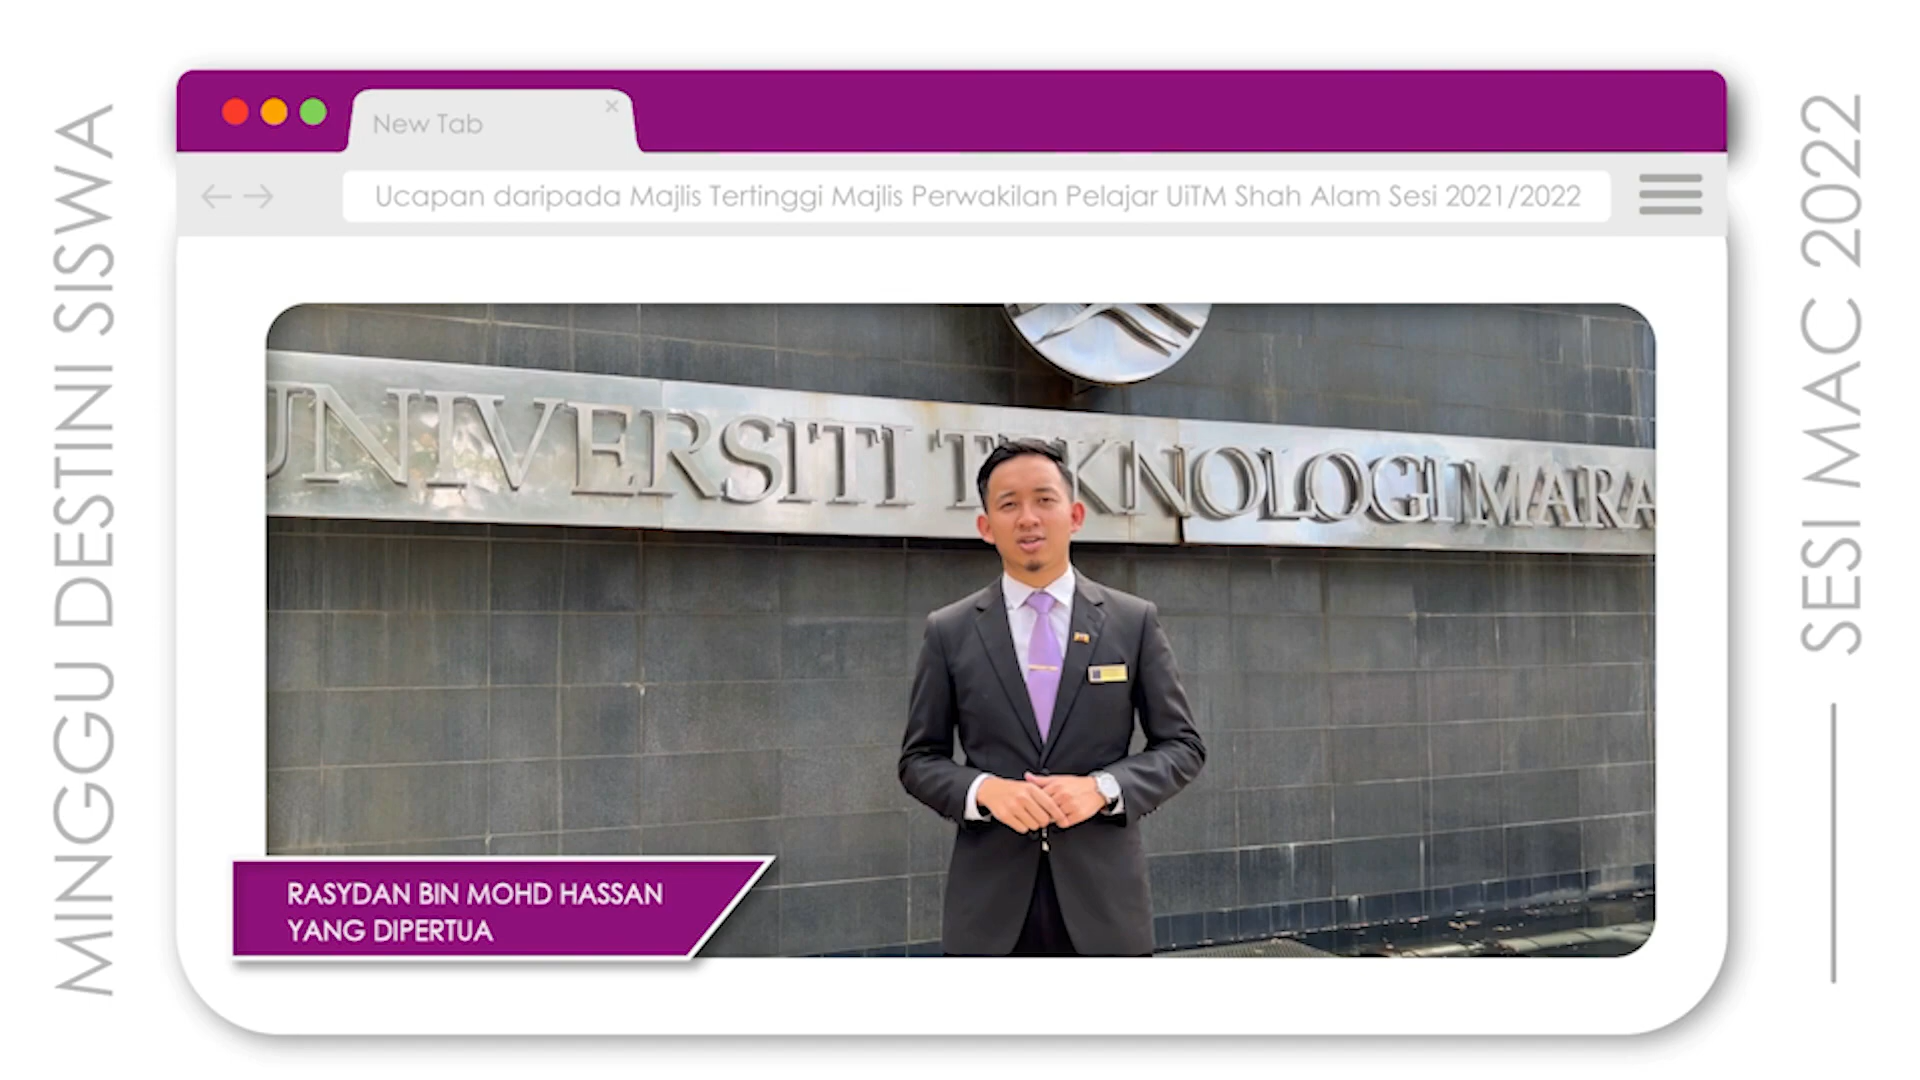 MINGGU DESTINI SISWA
New Tab
Ucapan daripada Majlis Tertinggi Majlis Perwakilan Pelajar UiTM Shah Alam Sesi 2021/2022
UNIVERSITI TEKNOLOGI MARA
RASYDAN BIN MOHD HASSAN
YANG DIPERTUA
SESI MAC 2022